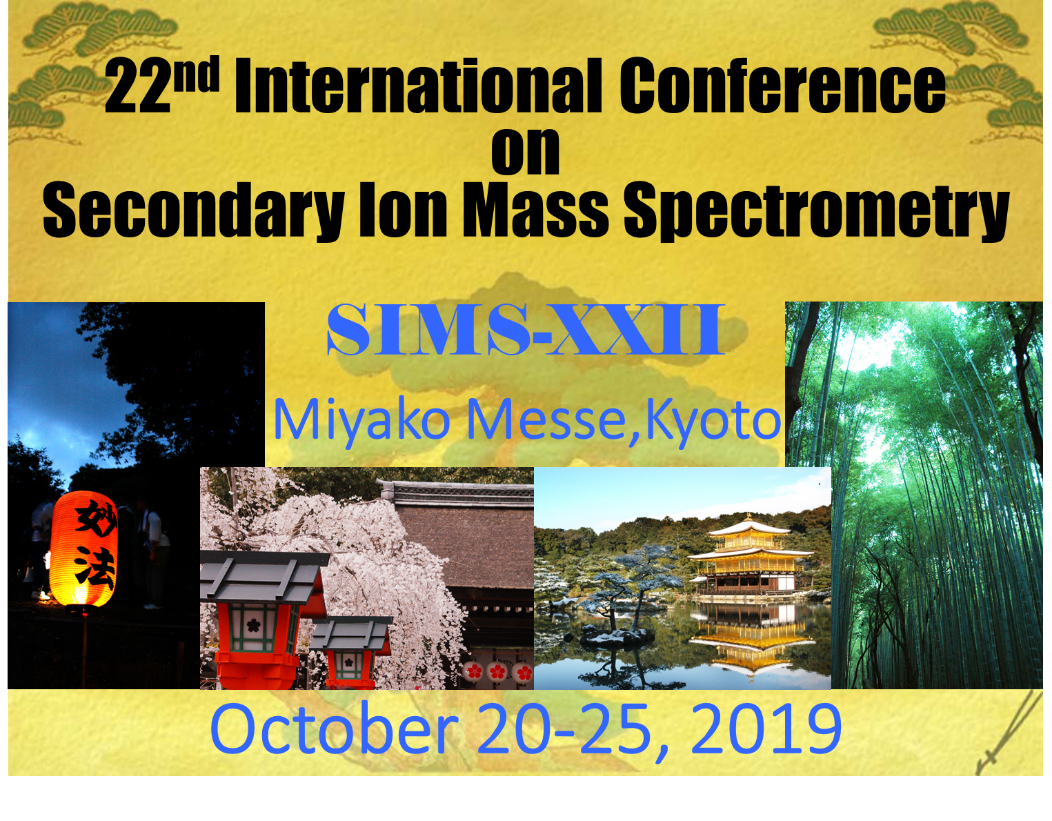 22nd International Conference
on
Secondary Ion Mass Spectrometry
SIMS-XXII
Miyako Messe,Kyoto
妙法
October 20-25, 2019